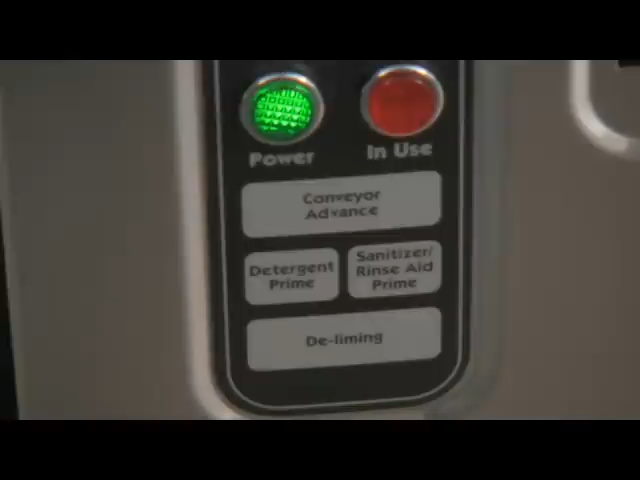 Power
In Use
Conveyor
Advance
Detergent
Prime
Sanitizer/
Rinse Aid
Prime
De-liming